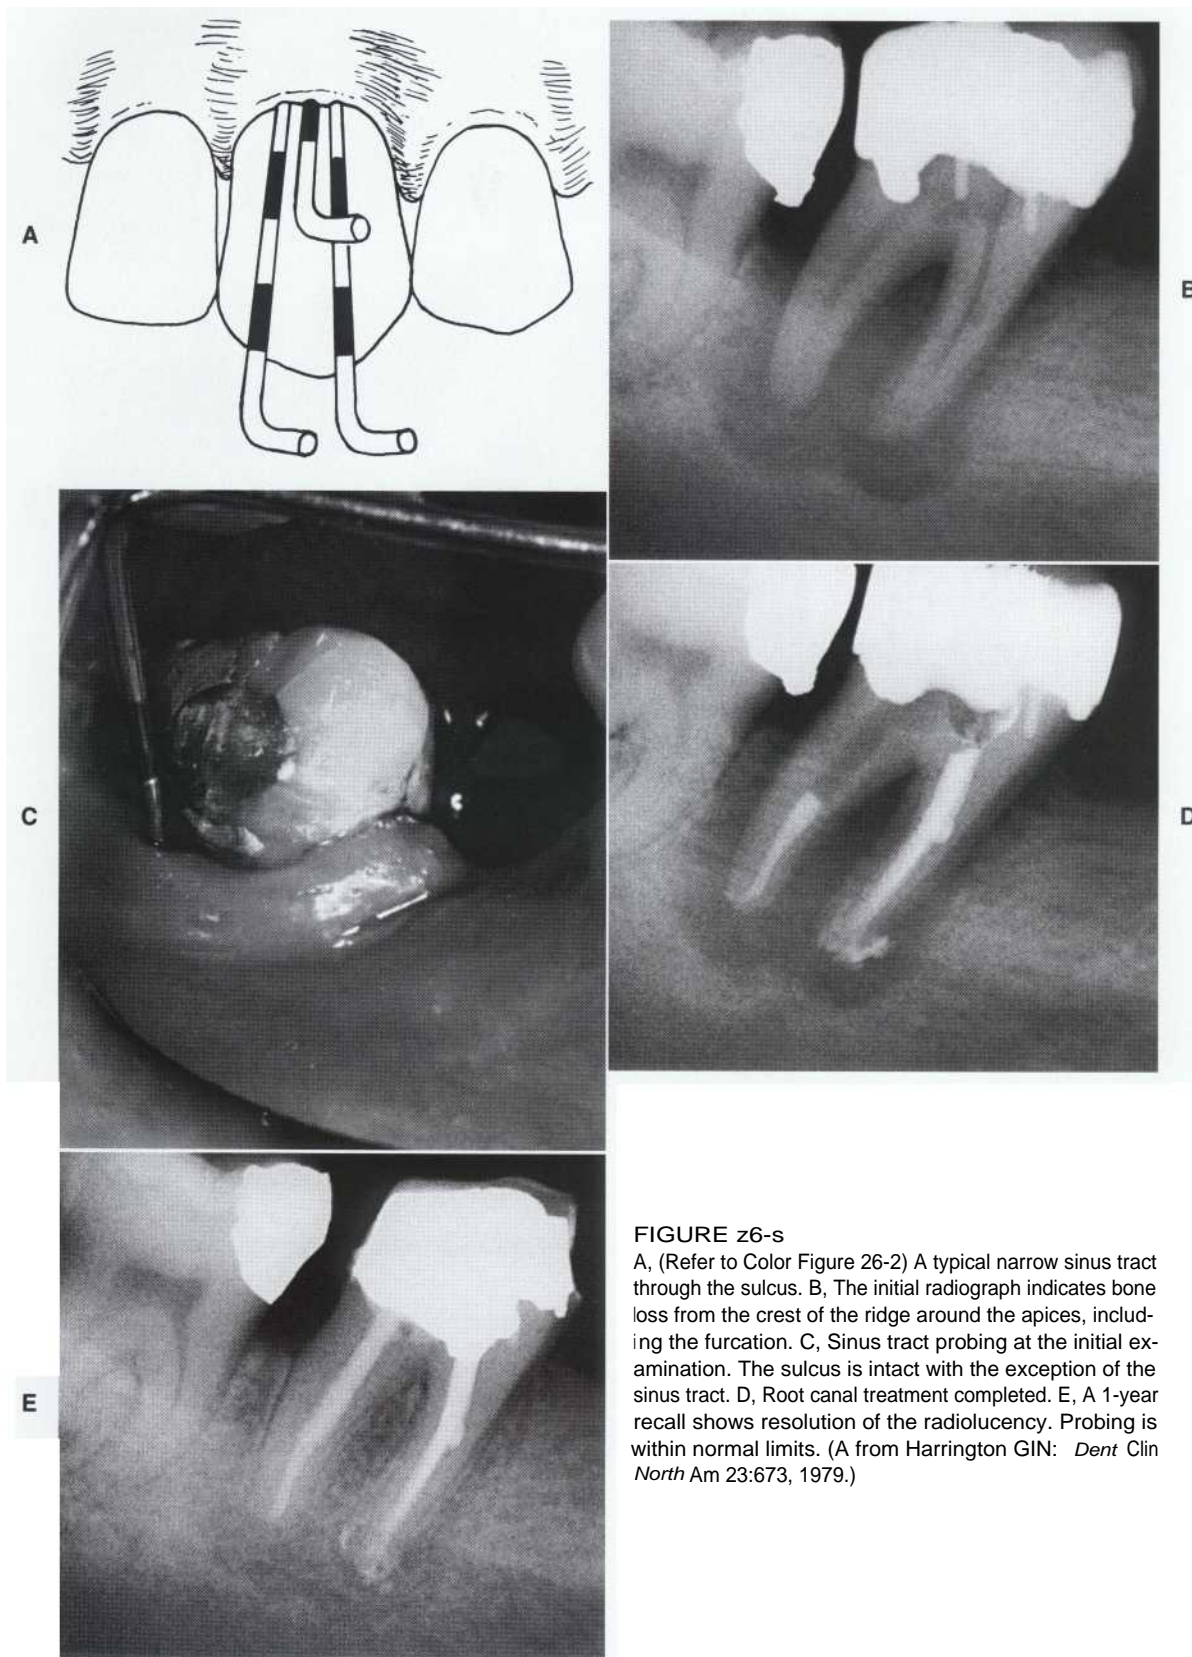 A
B
C
D
E
FIGURE z6-s
A, (Refer to Color Figure 26-2) A typical narrow sinus tract
through the sulcus. B, The initial radiograph indicates bone
loss from the crest of the ridge around the apices, includ-
ing the furcation. C, Sinus tract probing at the initial ex-
amination. The sulcus is intact with the exception of the
sinus tract. D, Root canal treatment completed. E, A 1-year
recall shows resolution of the radiolucency. Probing is
within normal limits. (A from Harrington GIN: Dent Clin
North Am 23:673, 1979.)